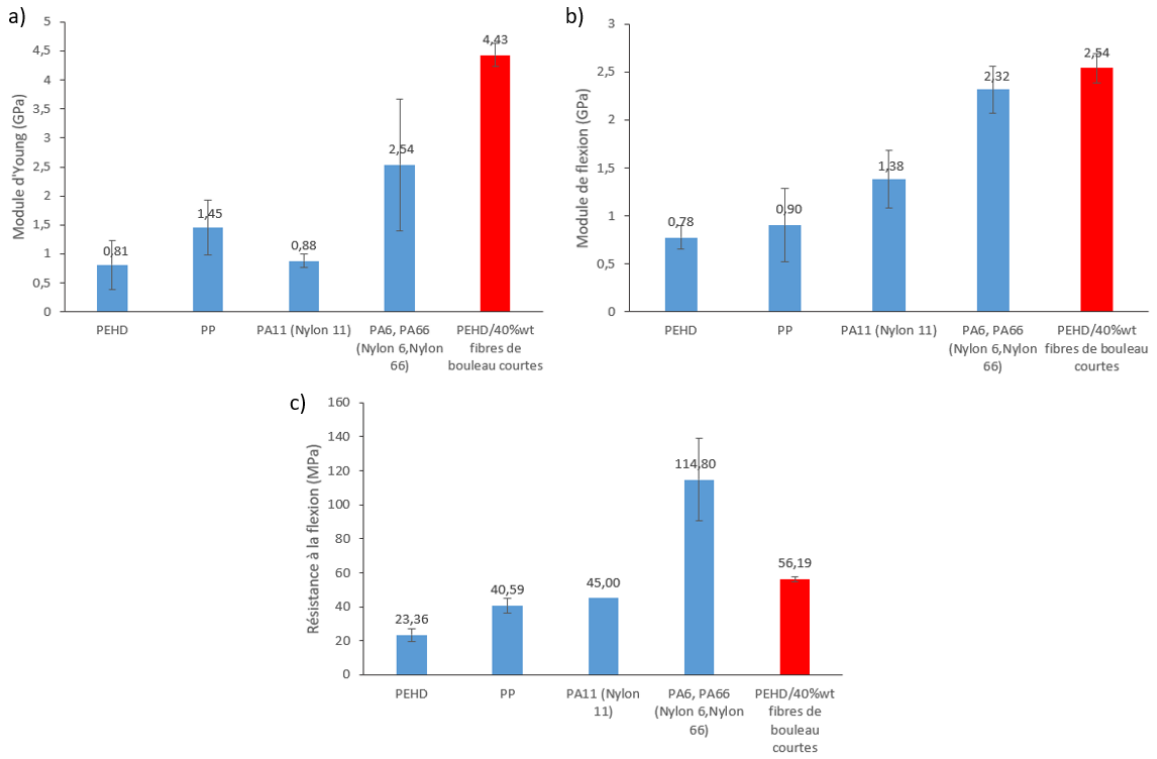 a)
Module d'Young (GPa)
5
4,5
4
3,5
3
2,5
2
1,5
1
0,5
0
0,81
1,45
0,88
2,54
4,43
PEHD
PP
PA11 (Nylon 11)
PA6, PA66
(Nylon 6,Nylon
66)
PEHD/40%wt
fibres de
bouleau courtes
b)
Module de flexion (GPa)
3
2,5
2
1,5
1
0,5
0
0,78
0,90
1,38
2,32
2,54
PEHD
PP
PA11 (Nylon 11)
PA6, PA66
(Nylon 6,Nylon
66)
PEHD/40%wt
fibres de bouleau
courtes
c)
Résistance à la flexion (MPa)
160
140
120
100
80
60
40
20
0
23,36
40,59
45,00
114,80
56,19
PEHD
PP
PA11 (Nylon
11)
PA6, PA66
(Nylon 6,Nylon
66)
PEHD/40%wt
fibres de
bouleau
courtes